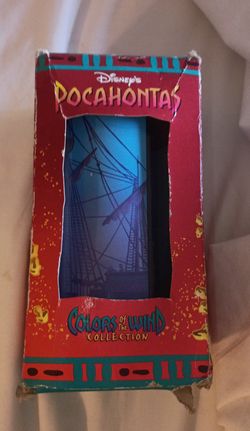 DISNEY'S
POCAHONTAS
COLORS OF THE WIND
COLLECTION